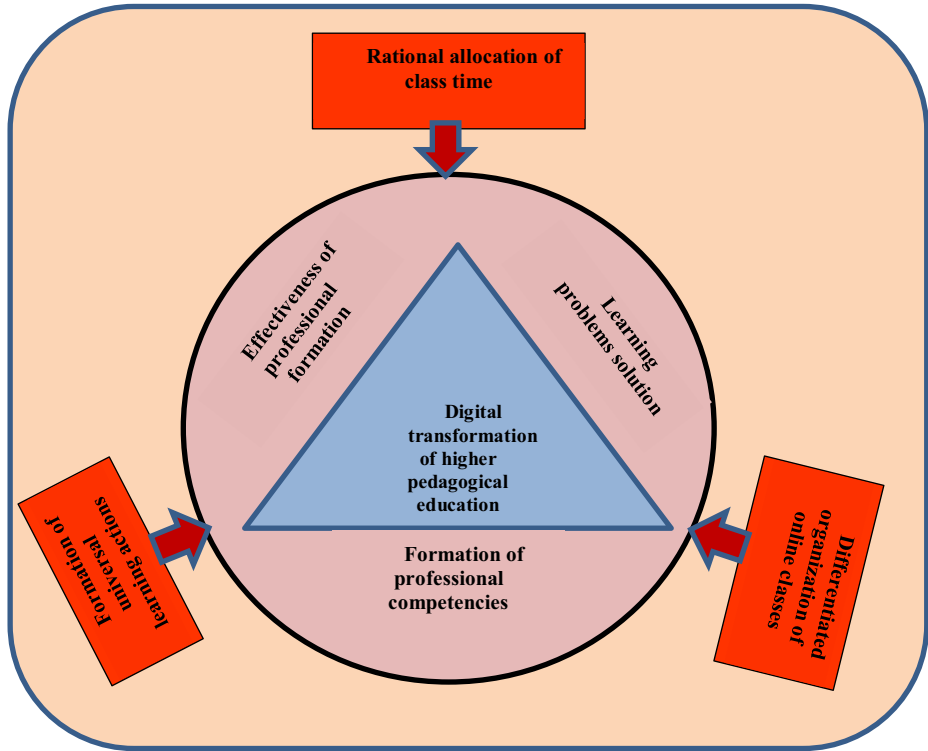 Rational allocation of
class time
Effectiveness of
professional
formation
Learning
problems solution
Digital
transformation
of higher
pedagogical
education
Formation of
universal
learning actions
Differentiated
organization of
online classes
Formation of
professional
competencies